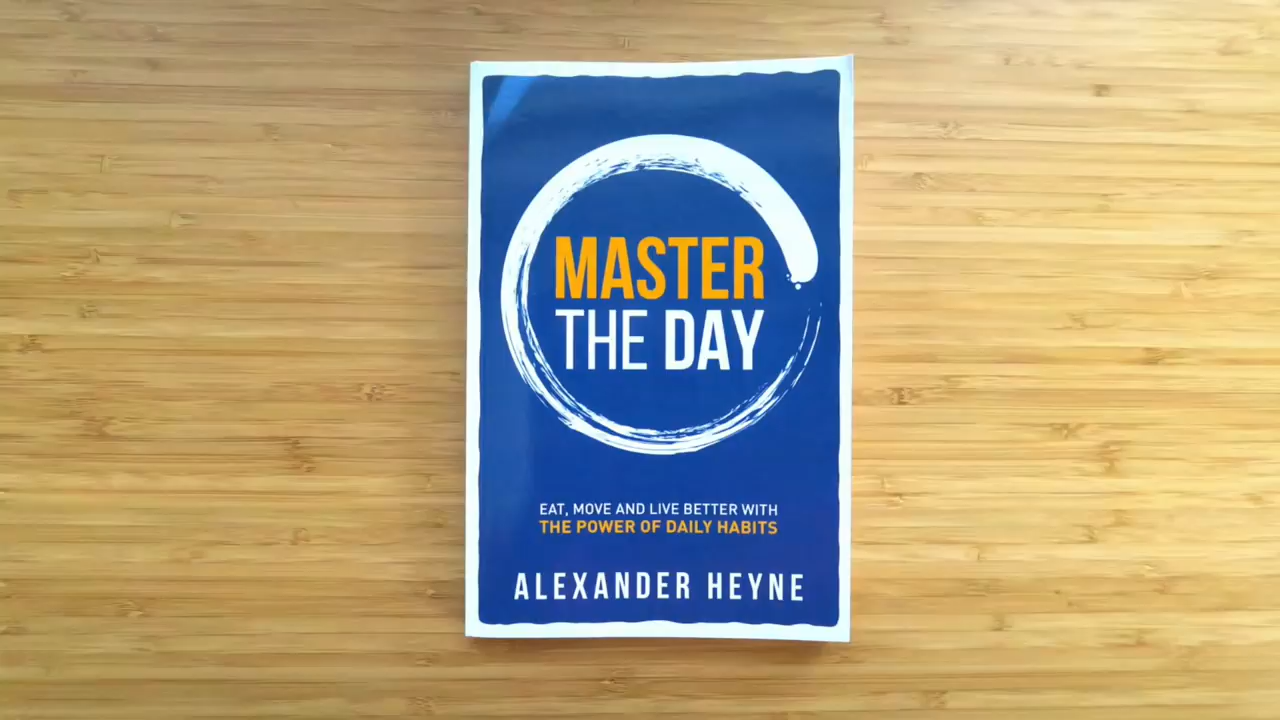 MASTER
THE DAY
EAT, MOVE AND LIVE BETTER WITH
THE POWER OF DAILY HABITS
ALEXANDER HEYNE